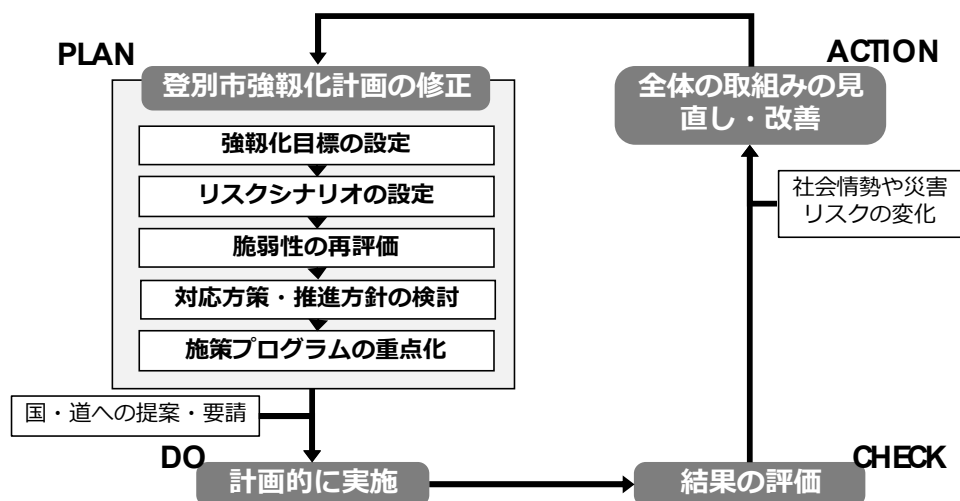 PLAN
登別市強靱化計画の修正
強靱化目標の設定
リスクシナリオの設定
脆弱性の再評価
対応方策・推進方針の検討
施策プログラムの重点化
国・道への提案・要請
DO
計画的に実施
CHECK
結果の評価
社会情勢や災害
リスクの変化
ACTION
全体の取組みの見
直し・改善